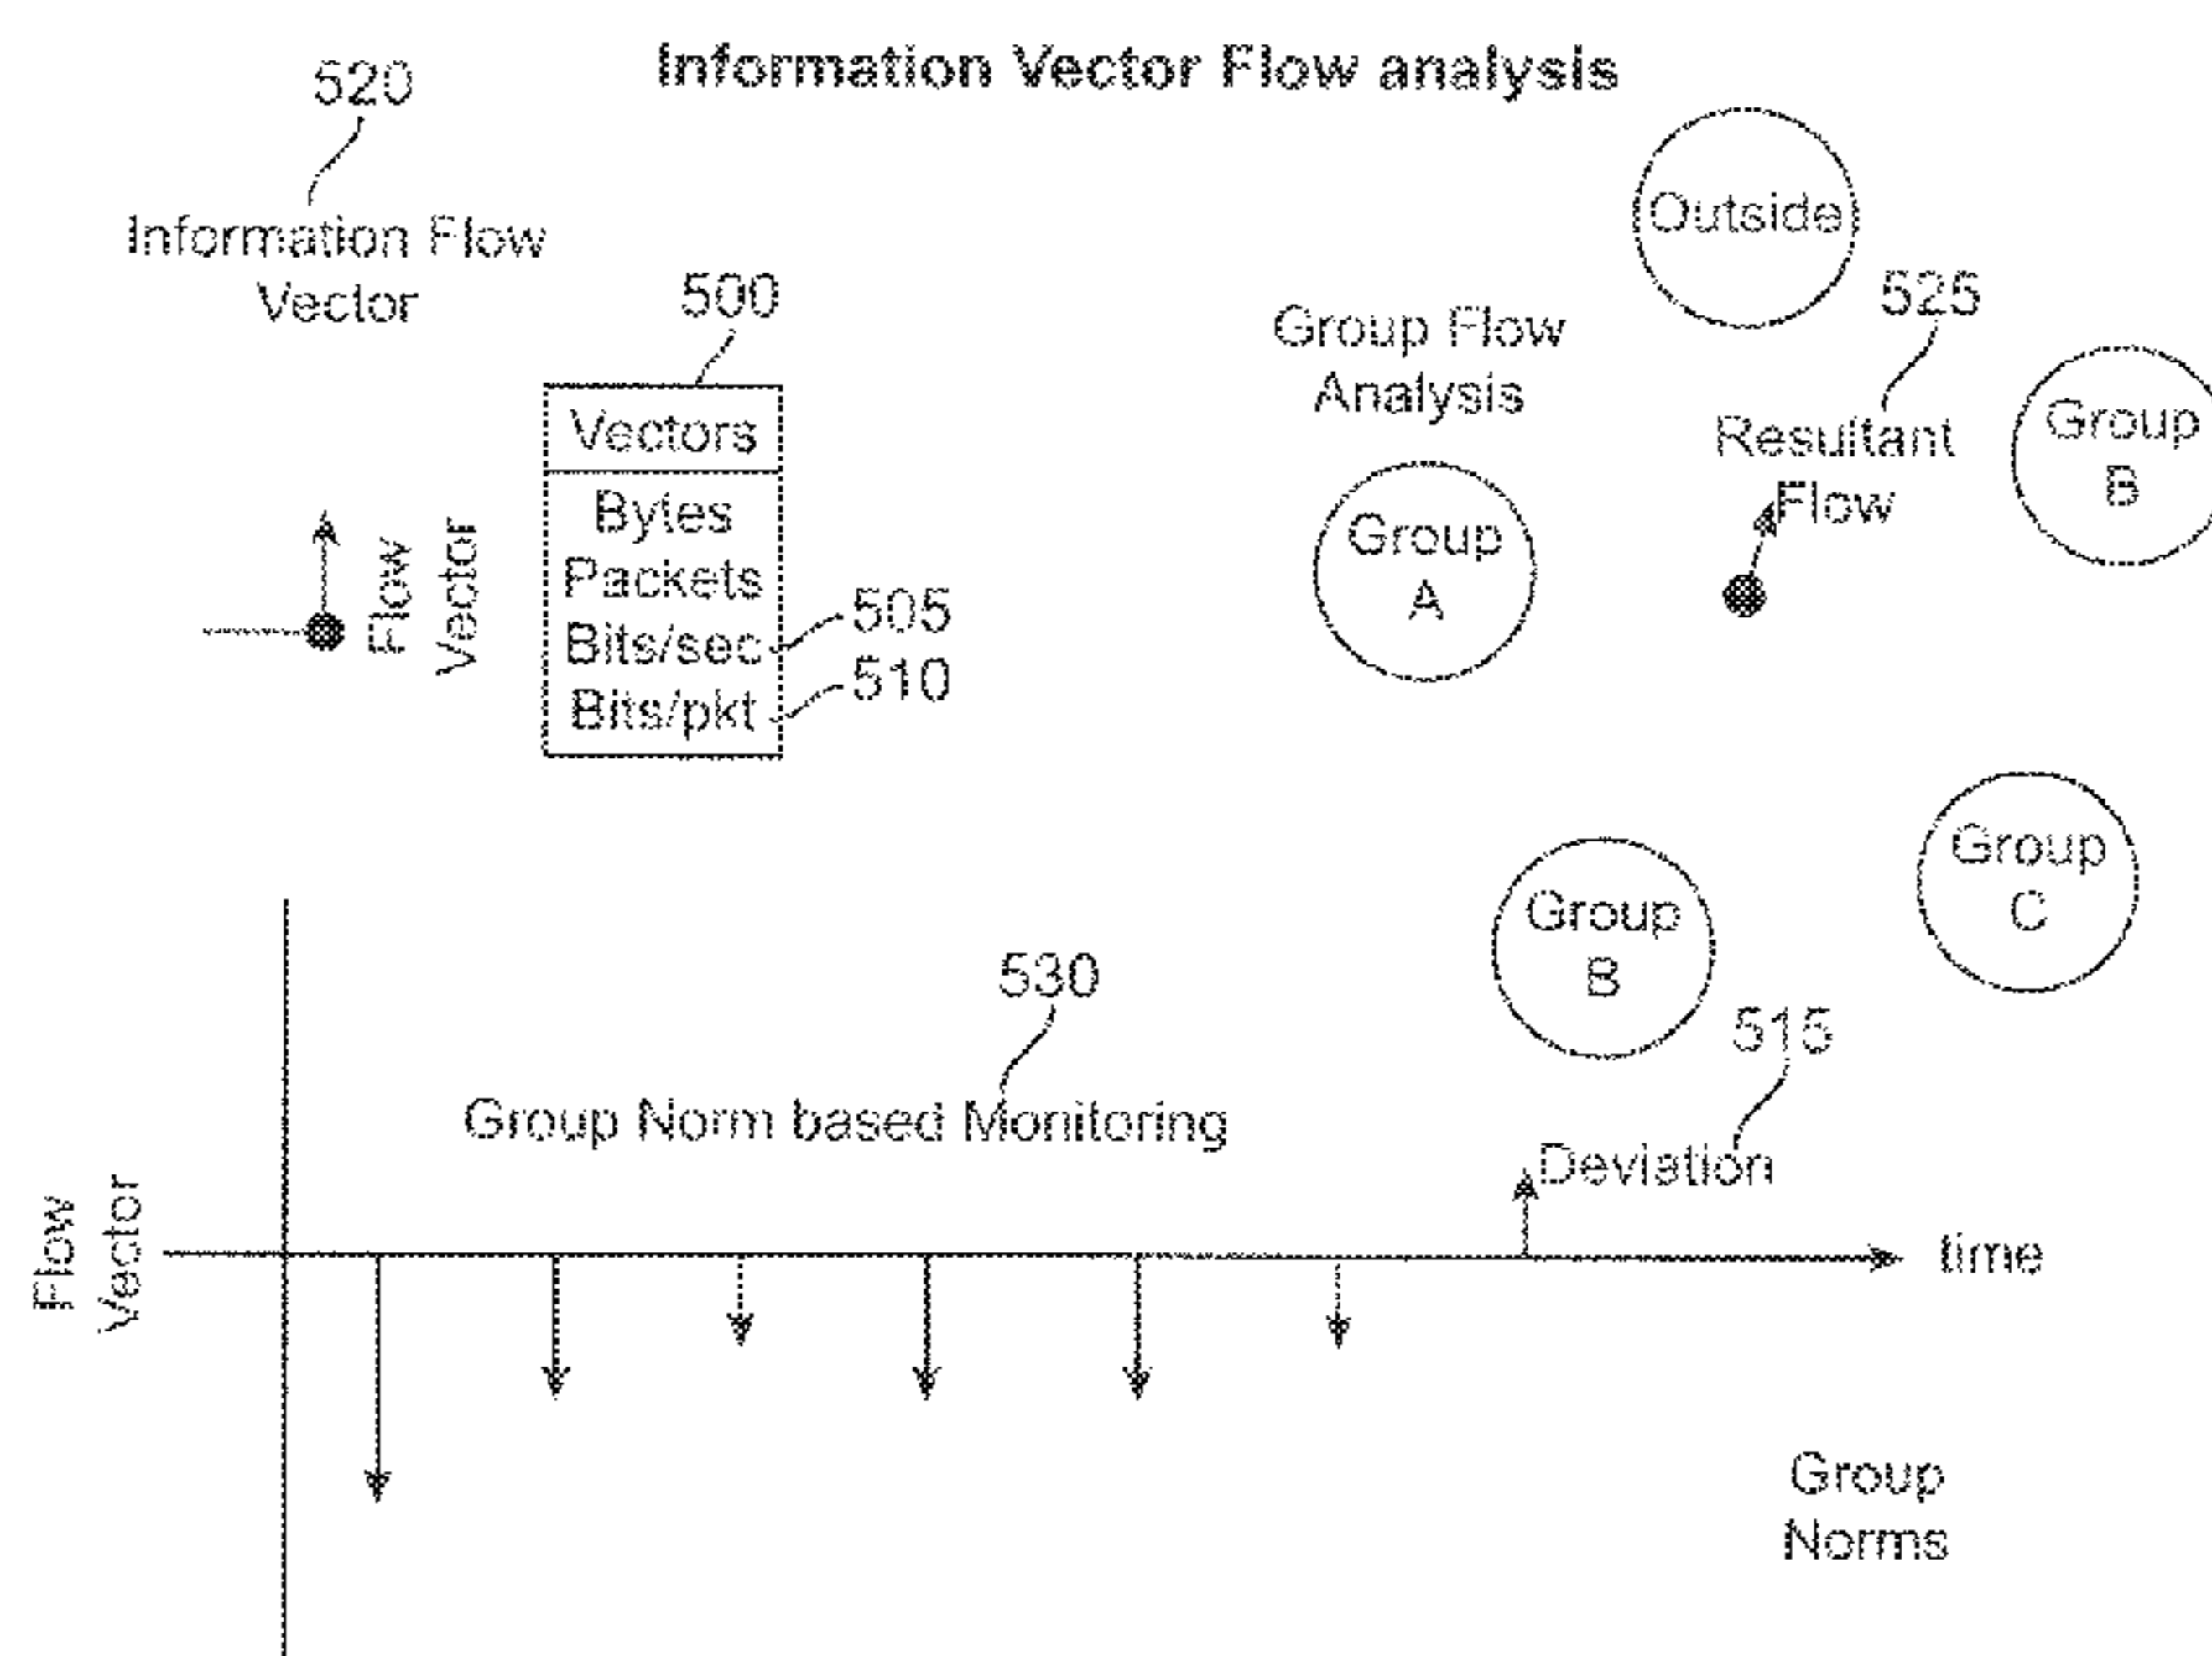 Information Vector Flow analysis
520
Information Flow
Vector
500
Vectors
Bytes
Packets
Bits/sec
Bits/pkt
505
510
Flow
Vector
Outside
525
Group Flow
Analysis
Resultant
Flow
Group
B
Group
A
Group
C
Group
B
515
530
Group Norm based Monitoring
Deviation
Flow
Vector
time
Group
Norms